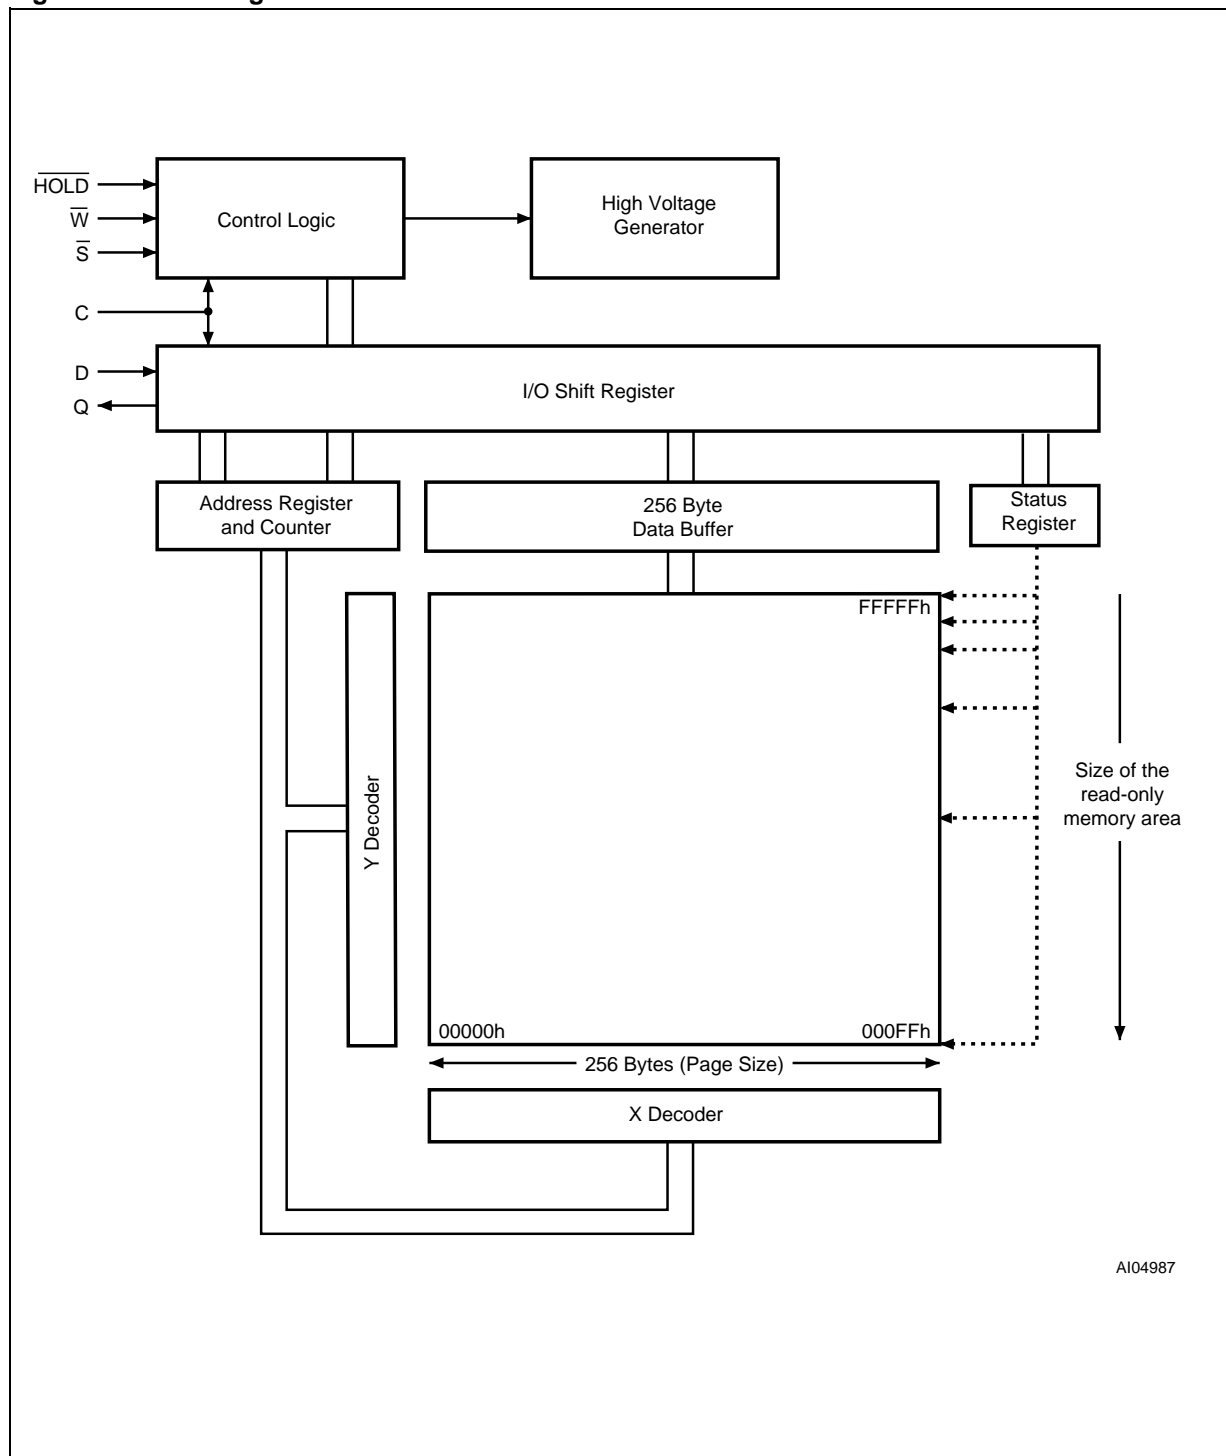 HOLD
W
S
C
D
Q
Control Logic
High Voltage
Generator
I/O Shift Register
Address Register
and Counter
256 Byte
Data Buffer
Status
Register
FFFFFh
Y Decoder
Size of the
read-only
memory area
00000h
000FFh
256 Bytes (Page Size)
X Decoder
AI04987